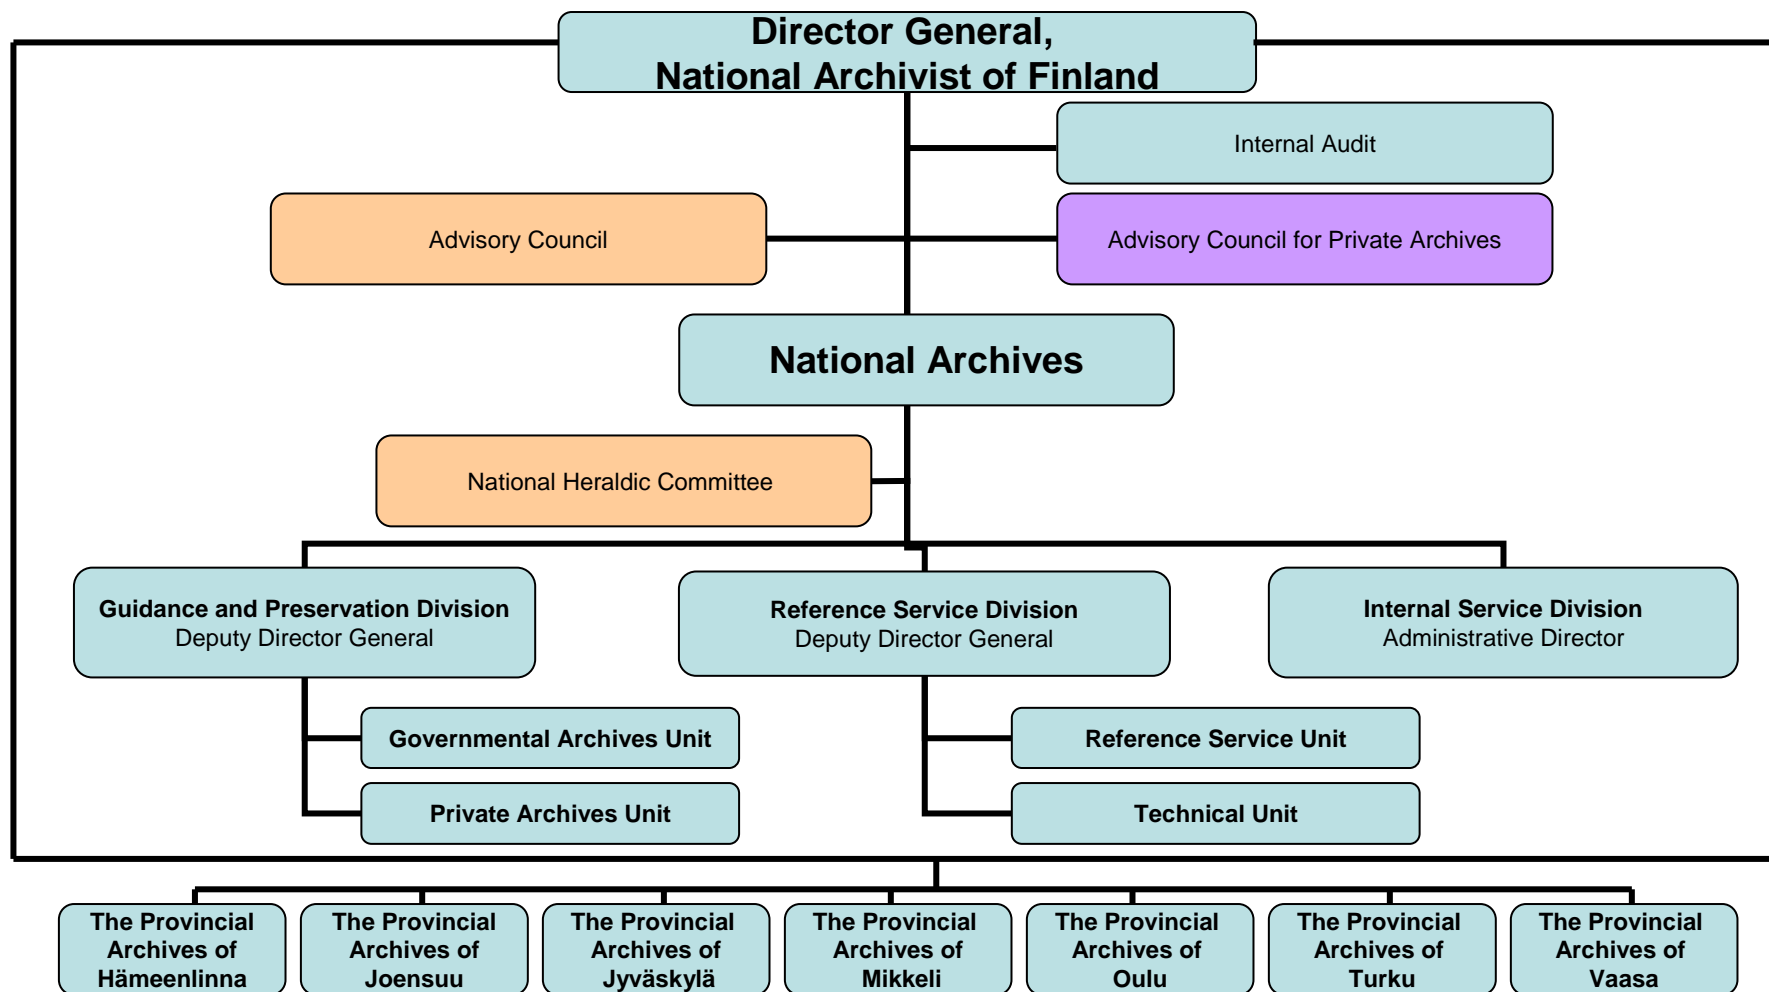 Director General,
National Archivist of Finland
Internal Audit
Advisory Council
Advisory Council for Private Archives
National Archives
National Heraldic Committee
Guidance and Preservation Division
Deputy Director General
Reference Service Division
Deputy Director General
Internal Service Division
Administrative Director
Governmental Archives Unit
Reference Service Unit
Private Archives Unit
Technical Unit
The Provincial
Archives of
Hämeenlinna
The Provincial
Archives of
Joensuu
The Provincial
Archives of
Jyväskylä
The Provincial
Archives of
Mikkeli
The Provincial
Archives of
Oulu
The Provincial
Archives of
Turku
The Provincial
Archives of
Vaasa